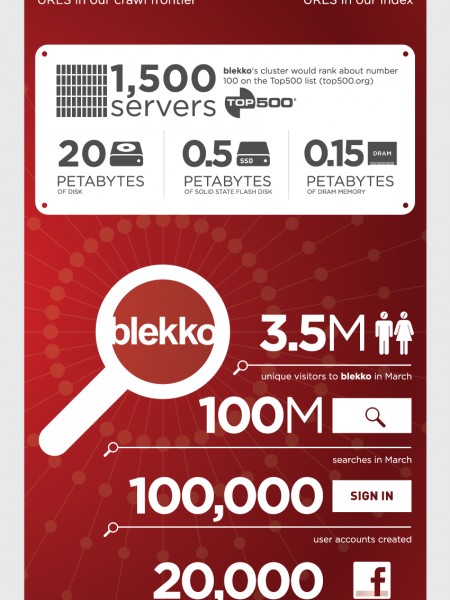 URLS in our crawl frontier
URLS in our index
1,500
servers
blekko's cluster would rank about number
100 on the Top500 list (top500.org)
TOP500
20
PETABYTES
OF DISK
0.5
SSD
PETABYTES
OF SOLID STATE FLASH DISK
0.15
DRAM
PETABYTES
OF DRAM MEMORY
blekko
3.5M
unique visitors to blekko in March
100M
searches in March
100,000
SIGN IN
user accounts created
20,000
f